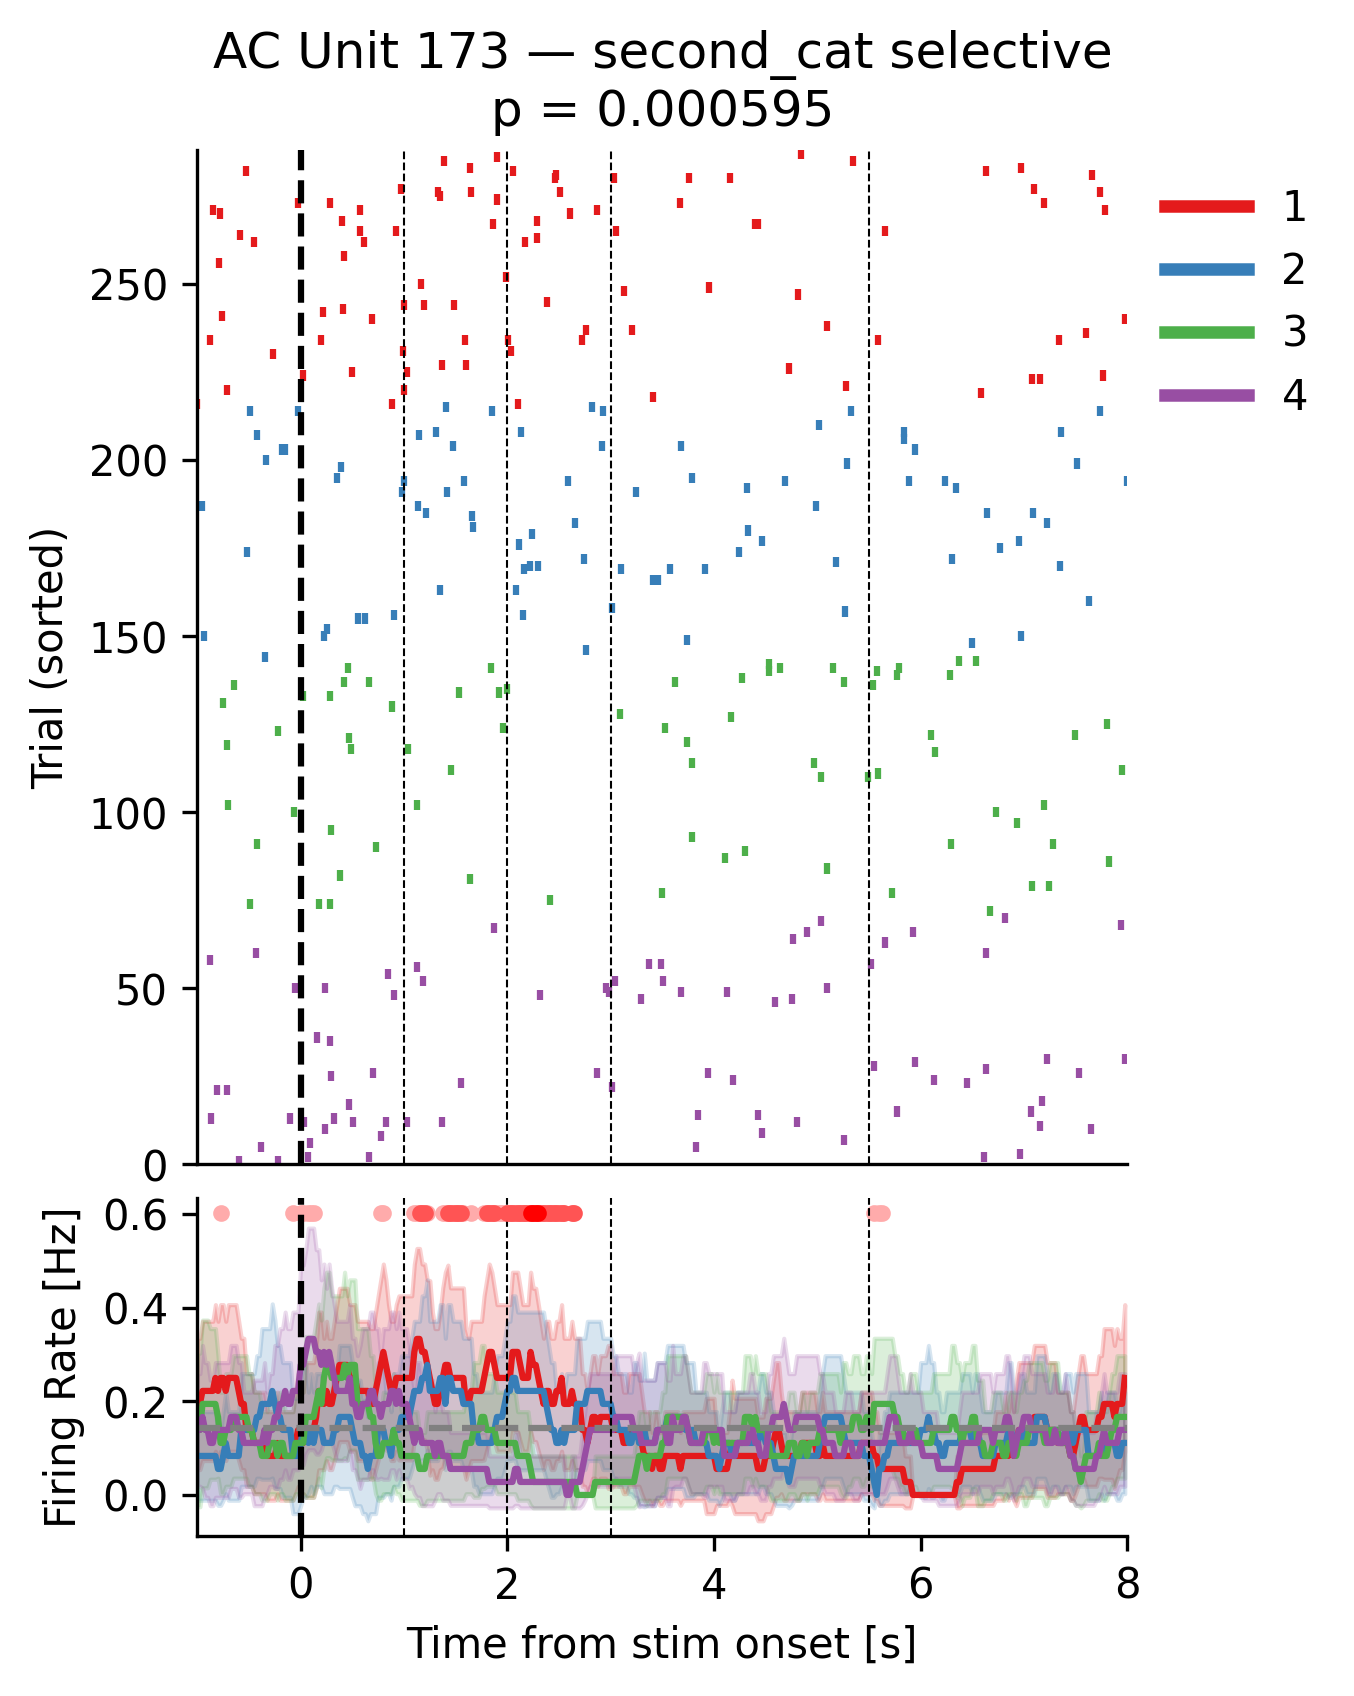 AC Unit 173 — second_cat selective
p = 0.000595
1
2
3
4
250
200
150
100
50
0
Trial (sorted)
0.6
0.4
0.2
0.0
Firing Rate [Hz]
0 2 4 6 8
Time from stim onset [s]